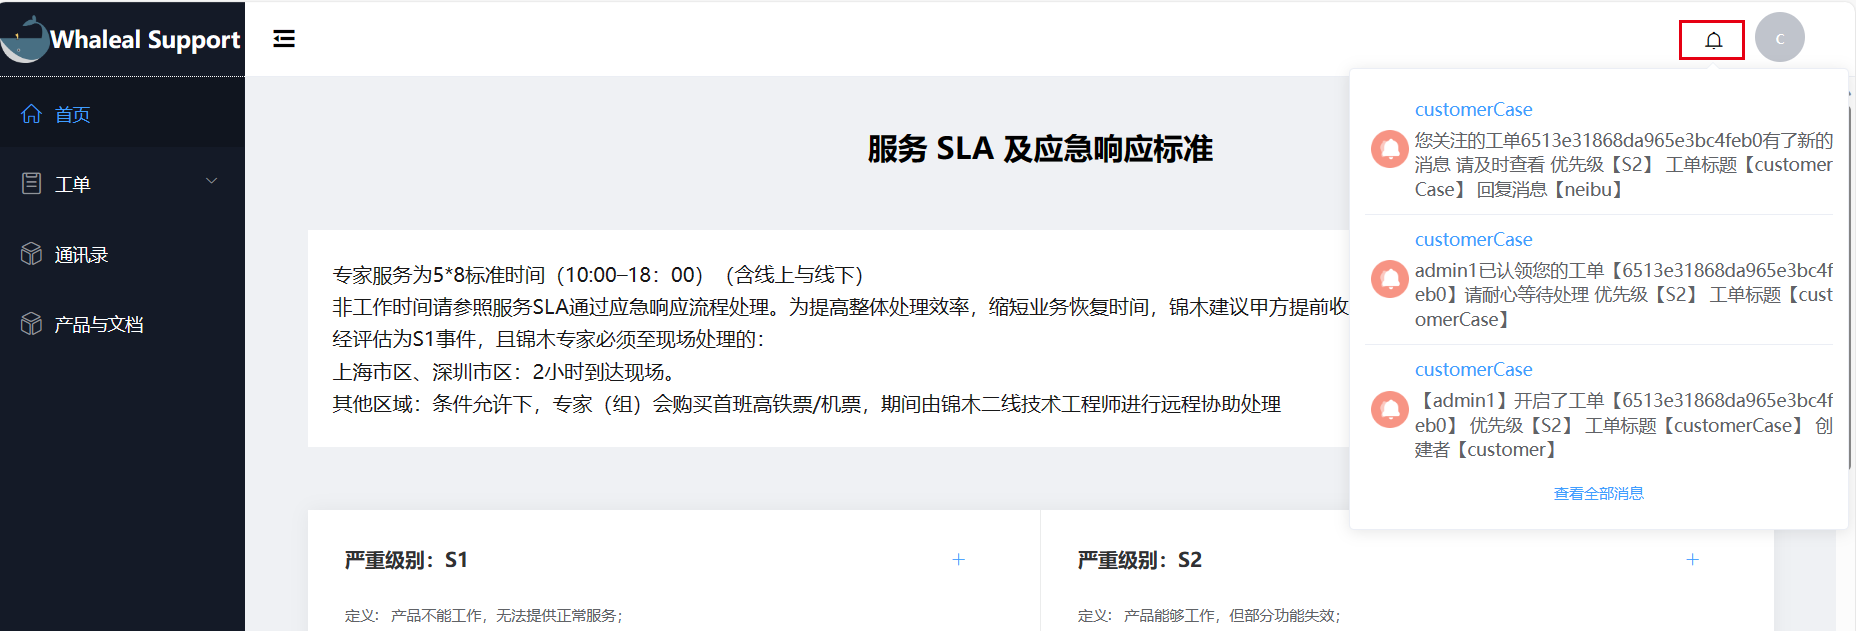 Whaleal Support
C
首页
工单
通讯录
产品与文档
服务 SLA 及应急响应标准
专家服务为5*8标准时间（10:00–18：00）（含线上与线下）
非工作时间请参照服务SLA通过应急响应流程处理。为提高整体处理效率，缩短业务恢复时间，锦木建议甲方提前收
经评估为S1事件，且锦木专家必须至现场处理的：
上海市区、深圳市区：2小时到达现场。
其他区域：条件允许下，专家（组）会购买首班高铁票/机票，期间由锦木二线技术工程师进行远程协助处理
严重级别：S1
定义： 产品不能工作，无法提供正常服务；
严重级别：S2
定义： 产品能够工作，但部分功能失效；
customerCase
您关注的工单6513e31868da965e3bc4feb0有了新的
消息 请及时查看 优先级【S2】 工单标题【customer
Case】 回复消息【neibu】
customerCase
admin1已认领您的工单【6513e31868da965e3bc4f
eb0】请耐心等待处理 优先级【S2】 工单标题【cust
omerCase】
customerCase
【admin1】开启了工单【6513e31868da965e3bc4f
eb0】 优先级【S2】 工单标题【customerCase】 创
建者【customer】
查看全部消息